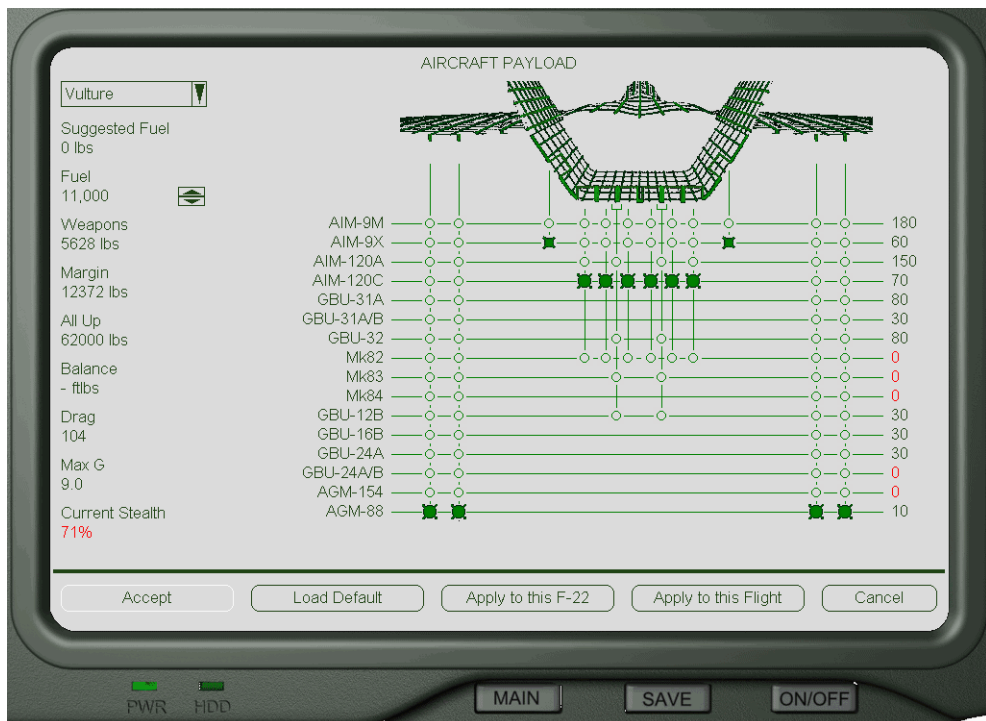 AIRCRAFT PAYLOAD
Vulture
Suggested Fuel
0 lbs
Fuel
11,000
Weapons
5628 lbs
Margin
12372 lbs
All Up
62000 lbs
Balance
- ftlbs
Drag
104
Max G
9.0
Current Stealth
71%
AIM-9M 180
AIM-9X 60
AIM-120A 150
AIM-120C 70
GBU-31A 80
GBU-31A/B 30
GBU-32 80
Mk82 0
Mk83 0
Mk84 0
GBU-12B 30
GBU-16B 30
GBU-24A 30
GBU-24A/B 0
AGM-154 0
AGM-88 10
Accept Load Default Apply to this F-22 Apply to this Flight Cancel
PWR HDD MAIN SAVE ON/OFF